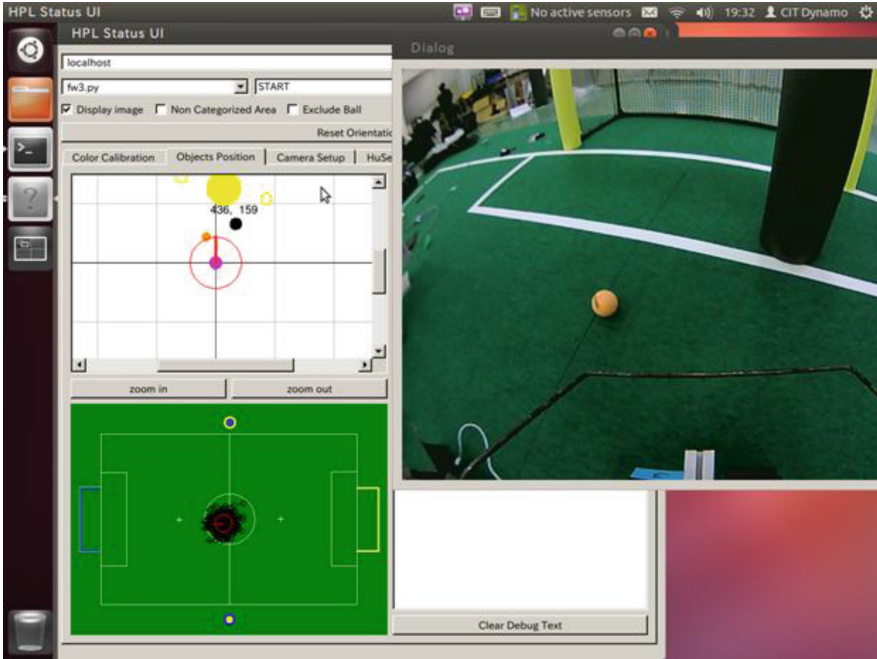 HPL Status UI
No active sensors
19:32
CIT Dynamo
HPL Status UI
Dialog
localhost
fw3.py
START
Display image
Non Categorized Area
Exclude Ball
Reset Orientatic
Color Calibration
Objects Position
Camera Setup
HuSe
436, 159
zoom in
zoom out
Clear Debug Text